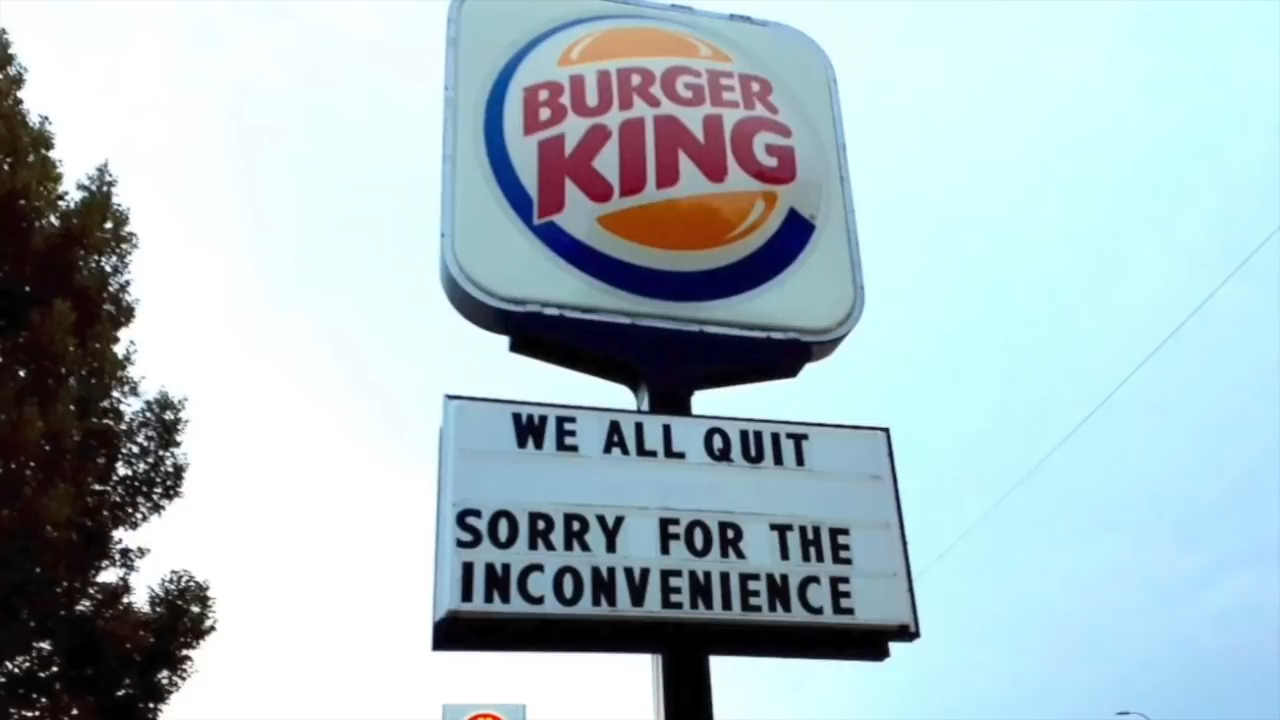 BURGER
KING
WE ALL QUIT
SORRY FOR THE
INCONVENIENCE